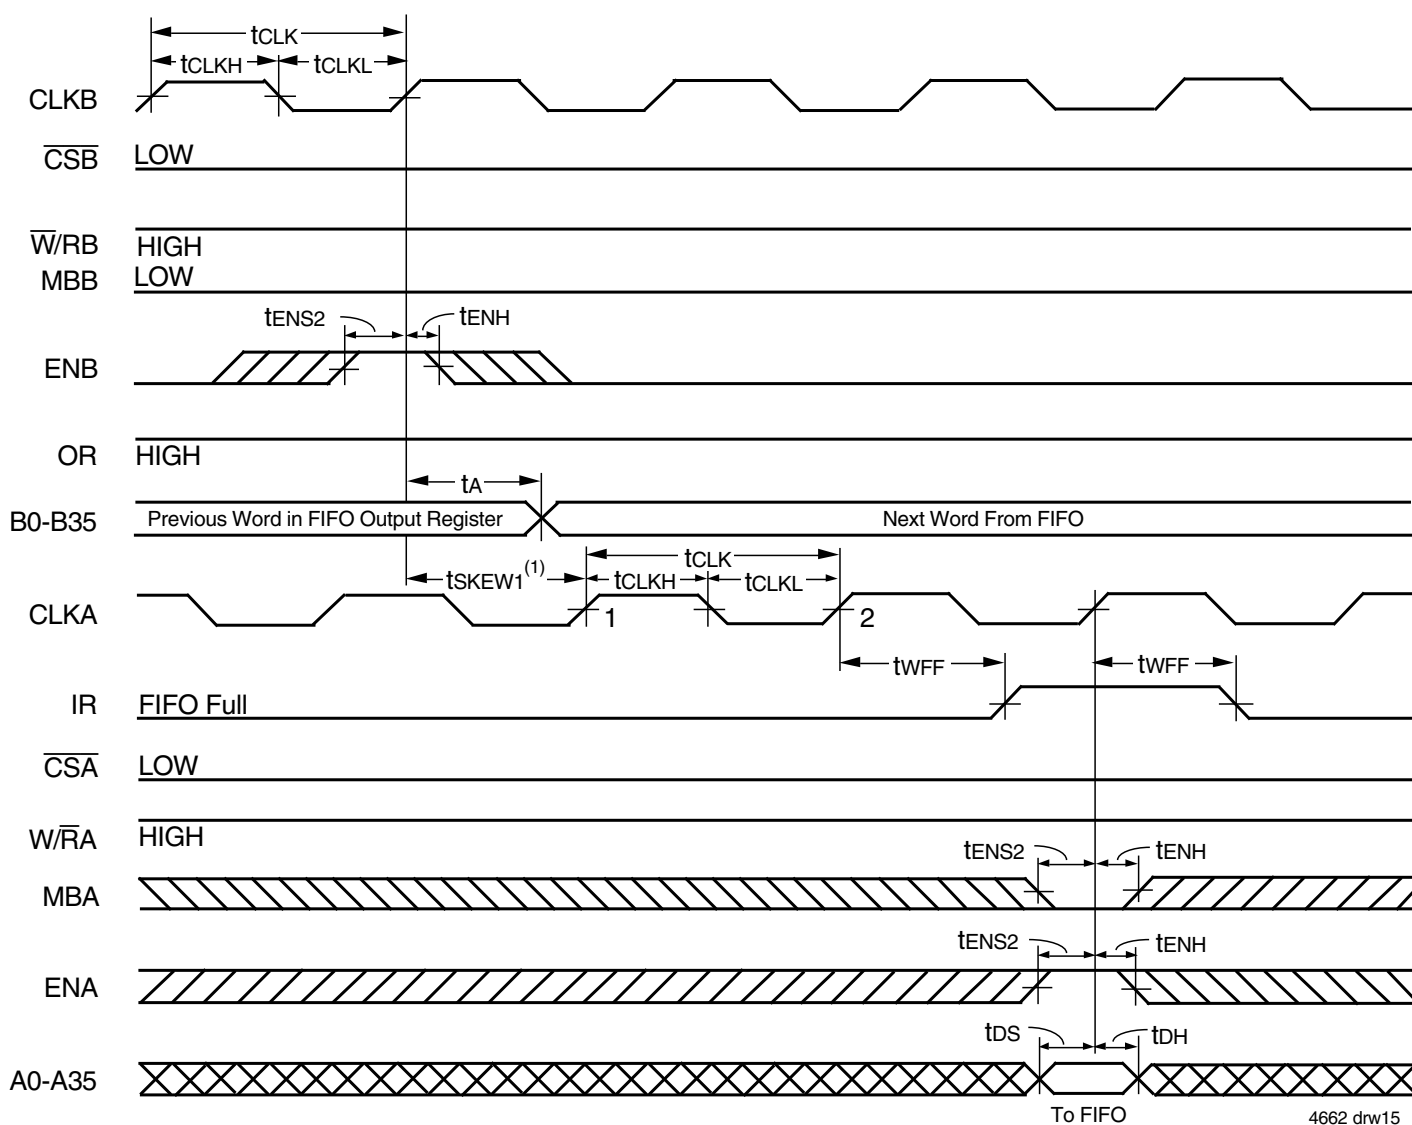 tCLK
tCLKH tCLKL
CLKB
CSB LOW
W/RB HIGH
MBB LOW
tENS2 tENH
ENB
OR HIGH
tA
B0-B35 Previous Word in FIFO Output Register Next Word From FIFO
tCLK
tSKEW1(1) tCLKH tCLKL
CLKA 1 2
tWFF tWFF
IR FIFO Full
CSA LOW
W/RA HIGH
tENS2 tENH
MBA
tENS2 tENH
ENA
tDS tDH
A0-A35
To FIFO
4662 drw15